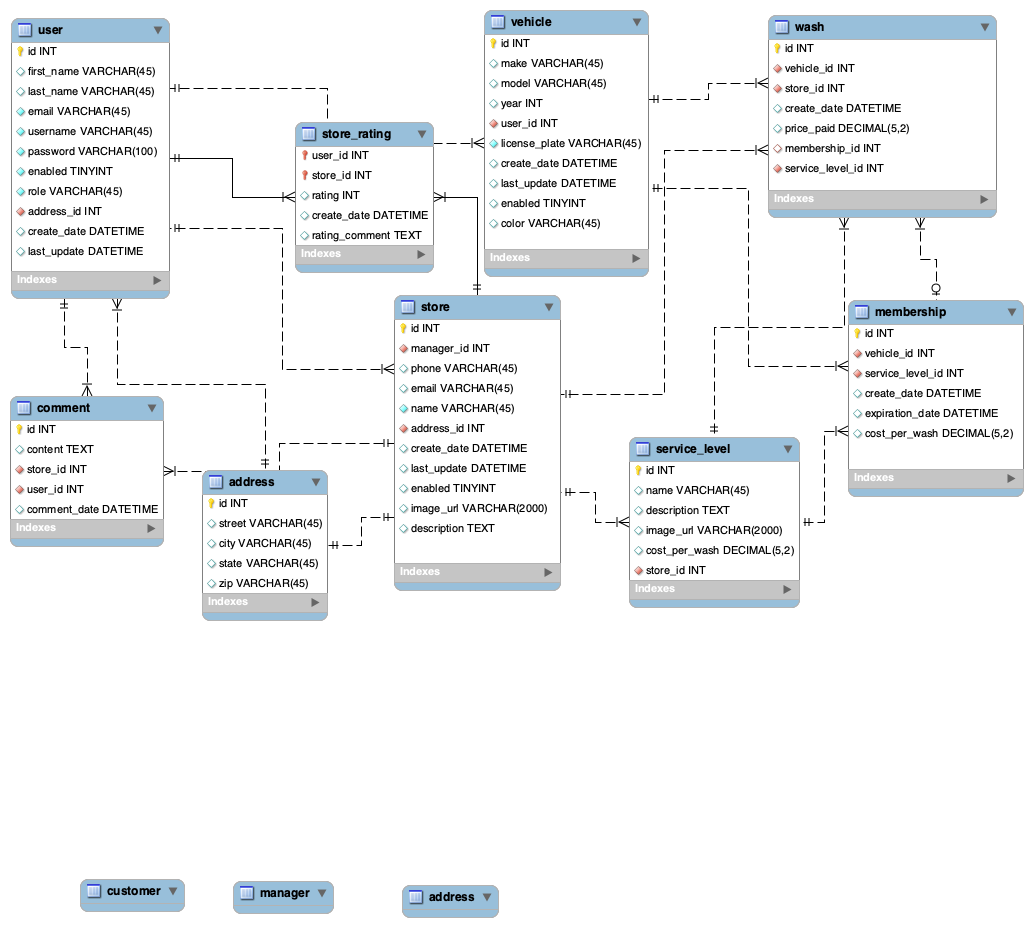 user
id INT
first_name VARCHAR(45)
last_name VARCHAR(45)
email VARCHAR(45)
username VARCHAR(45)
password VARCHAR(100)
enabled TINYINT
role VARCHAR(45)
address_id INT
create_date DATETIME
last_update DATETIME
Indexes
store_rating
user_id INT
store_id INT
rating INT
create_date DATETIME
rating_comment TEXT
Indexes
vehicle
id INT
make VARCHAR(45)
model VARCHAR(45)
year INT
user_id INT
license_plate VARCHAR(45)
create_date DATETIME
last_update DATETIME
enabled TINYINT
color VARCHAR(45)
Indexes
wash
id INT
vehicle_id INT
store_id INT
create_date DATETIME
price_paid DECIMAL(5,2)
membership_id INT
service_level_id INT
Indexes
comment
id INT
content TEXT
store_id INT
user_id INT
comment_date DATETIME
Indexes
address
id INT
street VARCHAR(45)
city VARCHAR(45)
state VARCHAR(45)
zip VARCHAR(45)
Indexes
store
id INT
manager_id INT
phone VARCHAR(45)
email VARCHAR(45)
name VARCHAR(45)
address_id INT
create_date DATETIME
last_update DATETIME
enabled TINYINT
image_url VARCHAR(2000)
description TEXT
Indexes
service_level
id INT
name VARCHAR(45)
description TEXT
image_url VARCHAR(2000)
cost_per_wash DECIMAL(5,2)
store_id INT
Indexes
membership
id INT
vehicle_id INT
service_level_id INT
create_date DATETIME
expiration_date DATETIME
cost_per_wash DECIMAL(5,2)
Indexes
customer
manager
address